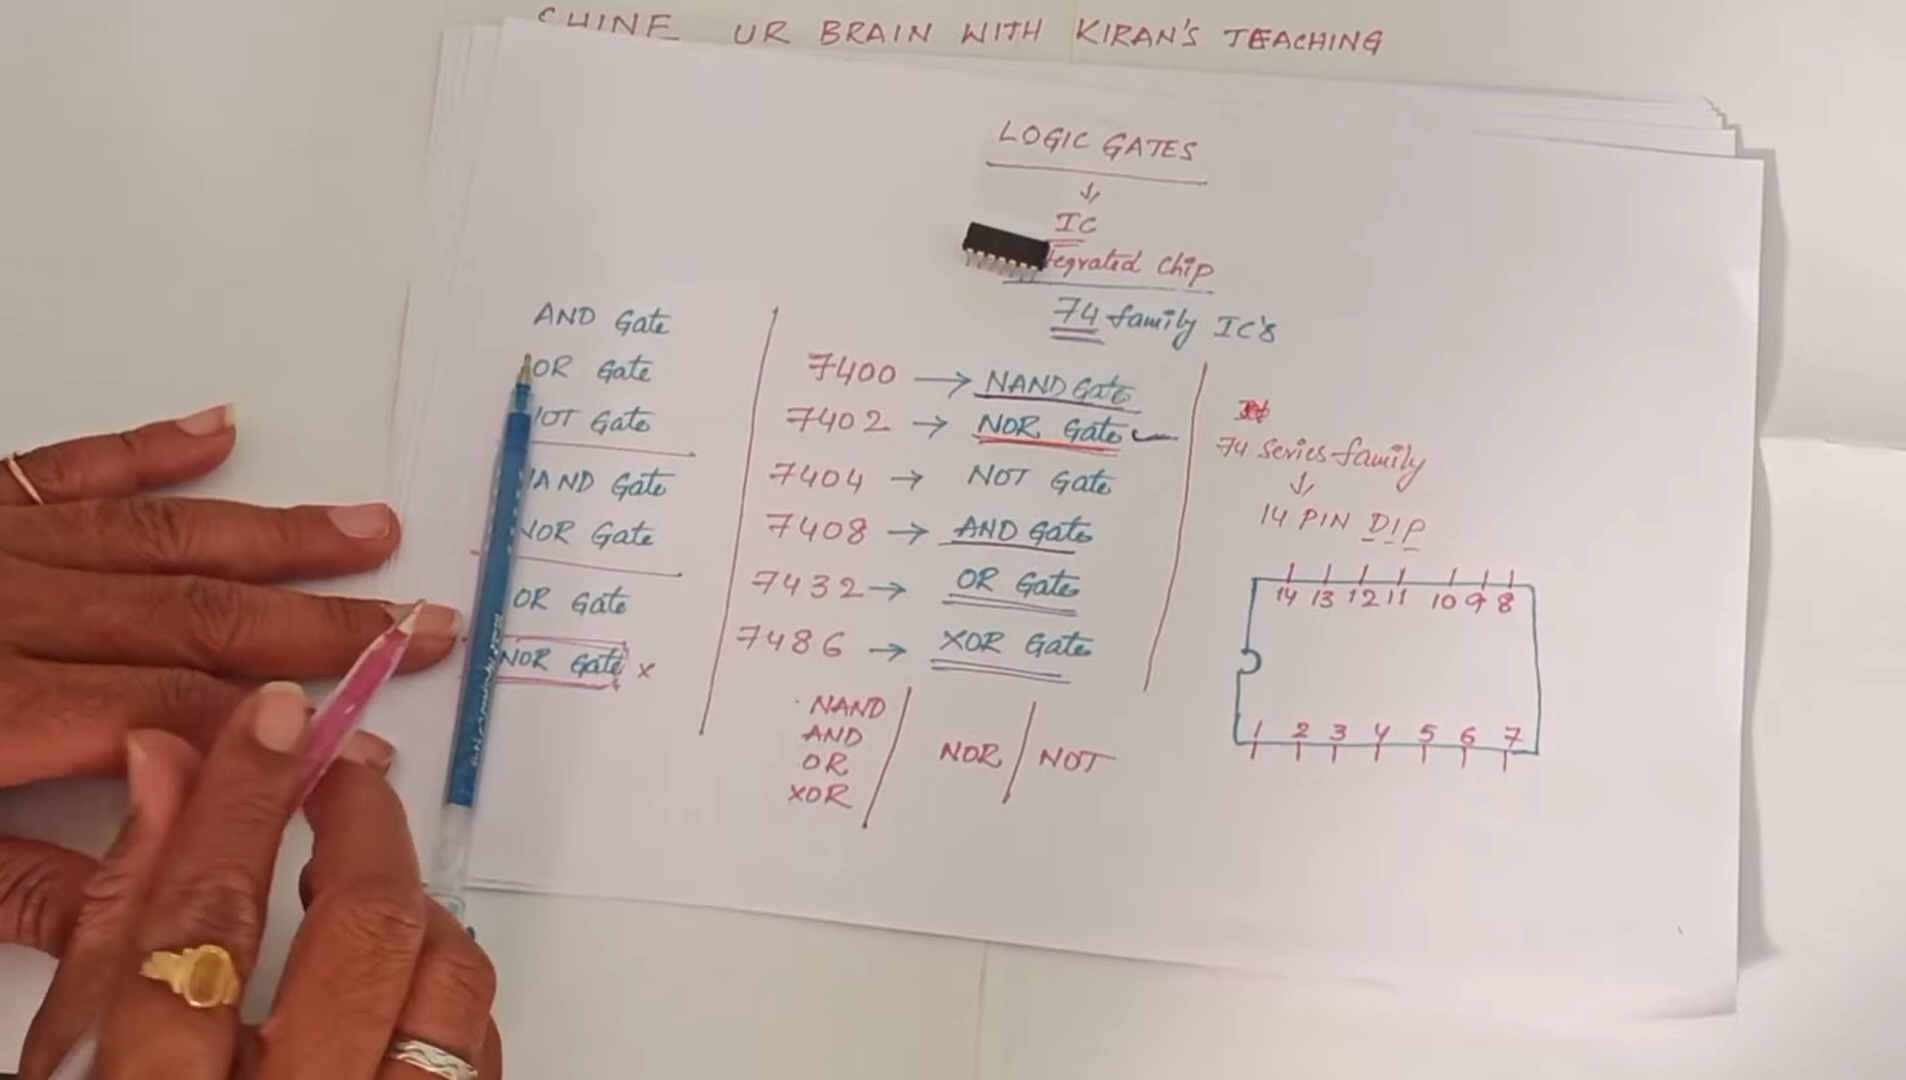 SHINE UR BRAIN WITH KIRAN'S TEACHING
LOGIC GATES
IC
tegrated Chip
74 family IC's
AND Gate
OR Gate
NOT Gate
NAND Gate
NOR Gate
OR Gate
NOR Gate x
7400 → NAND Gate
7402 → NOR Gate
7404 → NOT Gate
7408 → AND Gate
7432 → OR Gate
7486 → XOR Gate
NAND
AND
OR
XOR
NOR
NOT
74 Series family
14 PIN DIP
14 13 12 11 10 9 8
1 2 3 4 5 6 7